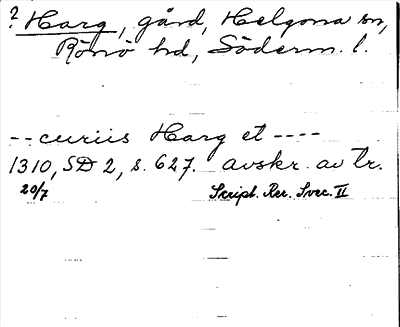 ? Harg, gård, Helgona sn,
Rönö hd, Söderm. l.
-- curiis Harg et ----
1310, SD 2, s. 627. avskr. av tr.
20/7 Script. Rer. Svec. II